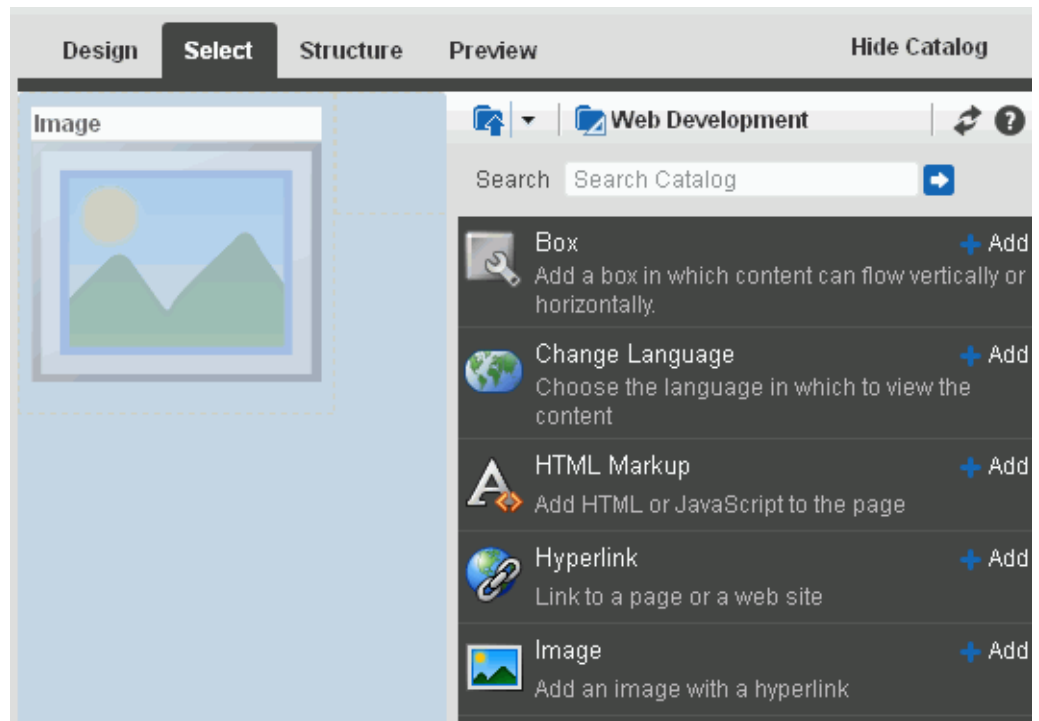 Design Select Structure Preview Hide Catalog
Image
Web Development
Search Search Catalog
Box Add
Add a box in which content can flow vertically or
horizontally.
Change Language Add
Choose the language in which to view the
content
HTML Markup Add
Add HTML or JavaScript to the page
Hyperlink Add
Link to a page or a web site
Image Add
Add an image with a hyperlink